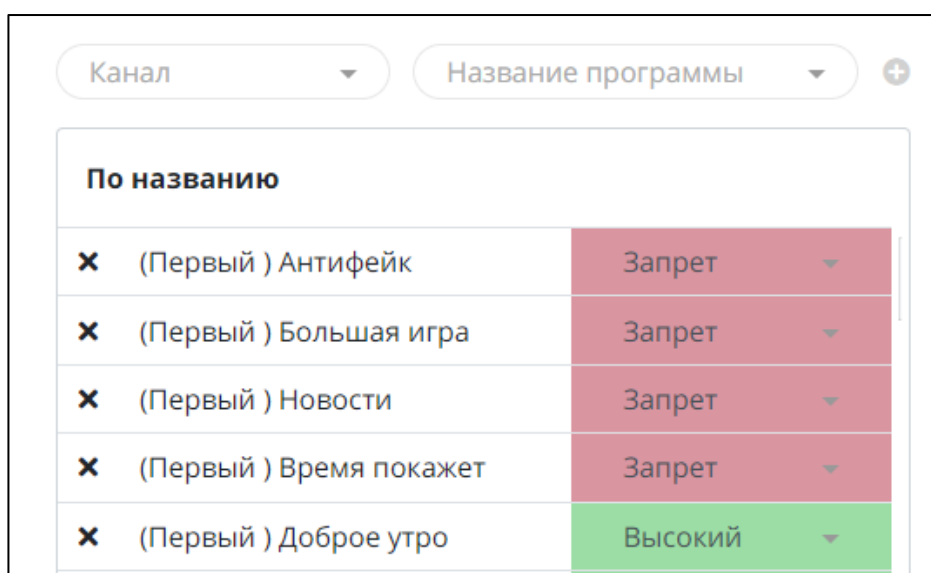 Канал Название программы
По названию
(Первый ) Антифейк Запрет
(Первый ) Большая игра Запрет
(Первый ) Новости Запрет
(Первый ) Время покажет Запрет
(Первый ) Доброе утро Высокий